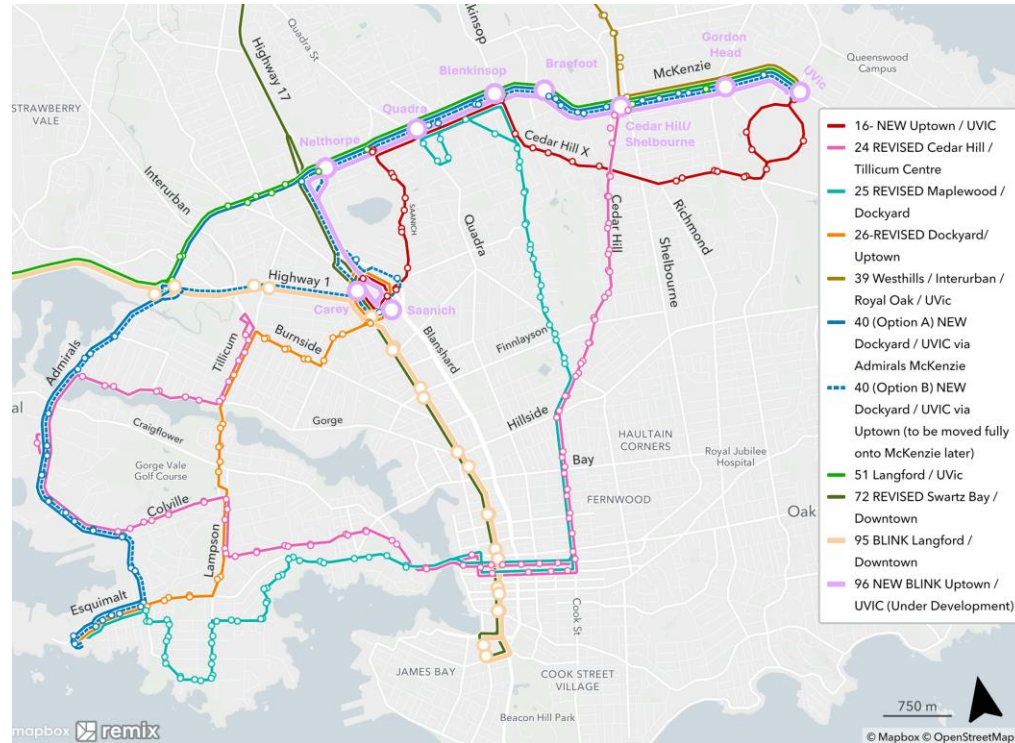 Quadra St
Highway 17
kinsop
Gordon
Head
Braefoot
McKenzie
UVic
Queenswood
Campus
Blenkinsop
STRAWBERRY
VALE
Quadra
Nelthorpe
Cedar Hill X
Cedar Hill/
Shelbourne
Interurban
SAANICH
Quadra
Cedar Hill
Richmond
Shelbourne
Highway 1
Carey
Saanich
Blanshard
Tillicum
Burnside
Finnlayson
Admirals
al
Craigflower
Gorge
Hillside
Gorge Vale
Golf Course
HAULTAIN
CORNERS
Royal Jubilee
Hospital
Bay
Colville
FERNWOOD
Oak
Lampson
Esquimalt
Cook St
JAMES BAY
COOK STREET
VILLAGE
Beacon Hill Park
16- NEW Uptown / UVIC
24 REVISED Cedar Hill /
Tillicum Centre
25 REVISED Maplewood /
Dockyard
26-REVISED Dockyard/
Uptown
39 Westhills / Interurban /
Royal Oak / UVic
40 (Option A) NEW
Dockyard / UVIC via
Admirals McKenzie
40 (Option B) NEW
Dockyard / UVIC via
Uptown (to be moved fully
onto McKenzie later)
51 Langford / UVic
72 REVISED Swartz Bay /
Downtown
95 BLINK Langford /
Downtown
96 NEW BLINK Uptown /
UVIC (Under Development)
750 m
mapbox remix
© Mapbox © OpenStreetMap